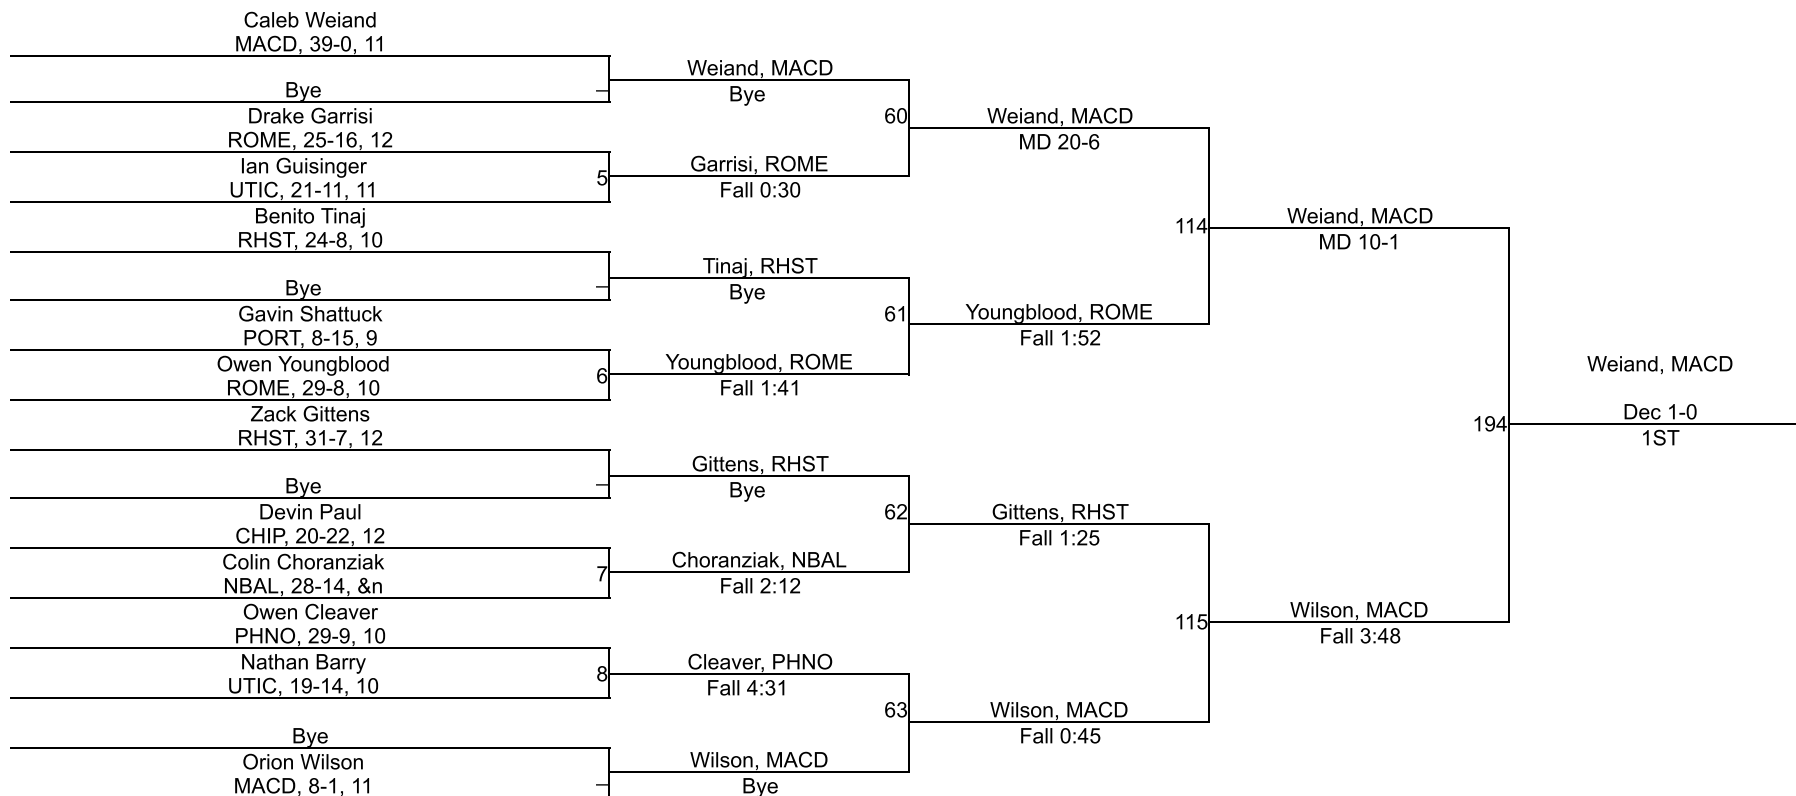 Caleb Weiand
MACD, 39-0, 11
Bye
Drake Garrisi
ROME, 25-16, 12
Ian Guisinger
UTIC, 21-11, 11
Benito Tinaj
RHST, 24-8, 10
Bye
Gavin Shattuck
PORT, 8-15, 9
Owen Youngblood
ROME, 29-8, 10
Zack Gittens
RHST, 31-7, 12
Bye
Devin Paul
CHIP, 20-22, 12
Colin Choranziak
NBAL, 28-14, &n
Owen Cleaver
PHNO, 29-9, 10
Nathan Barry
UTIC, 19-14, 10
Bye
Orion Wilson
MACD, 8-1, 11
Weiand, MACD
Bye
5
Garrisi, ROME
Fall 0:30
Tinaj, RHST
Bye
6
Youngblood, ROME
Fall 1:41
Gittens, RHST
Bye
7
Choranziak, NBAL
Fall 2:12
8
Cleaver, PHNO
Fall 4:31
Wilson, MACD
Bye
60
Weiand, MACD
MD 20-6
61
Youngblood, ROME
Fall 1:52
62
Gittens, RHST
Fall 1:25
63
Wilson, MACD
Fall 0:45
114
Weiand, MACD
MD 10-1
115
Wilson, MACD
Fall 3:48
194
Weiand, MACD
Dec 1-0
1ST